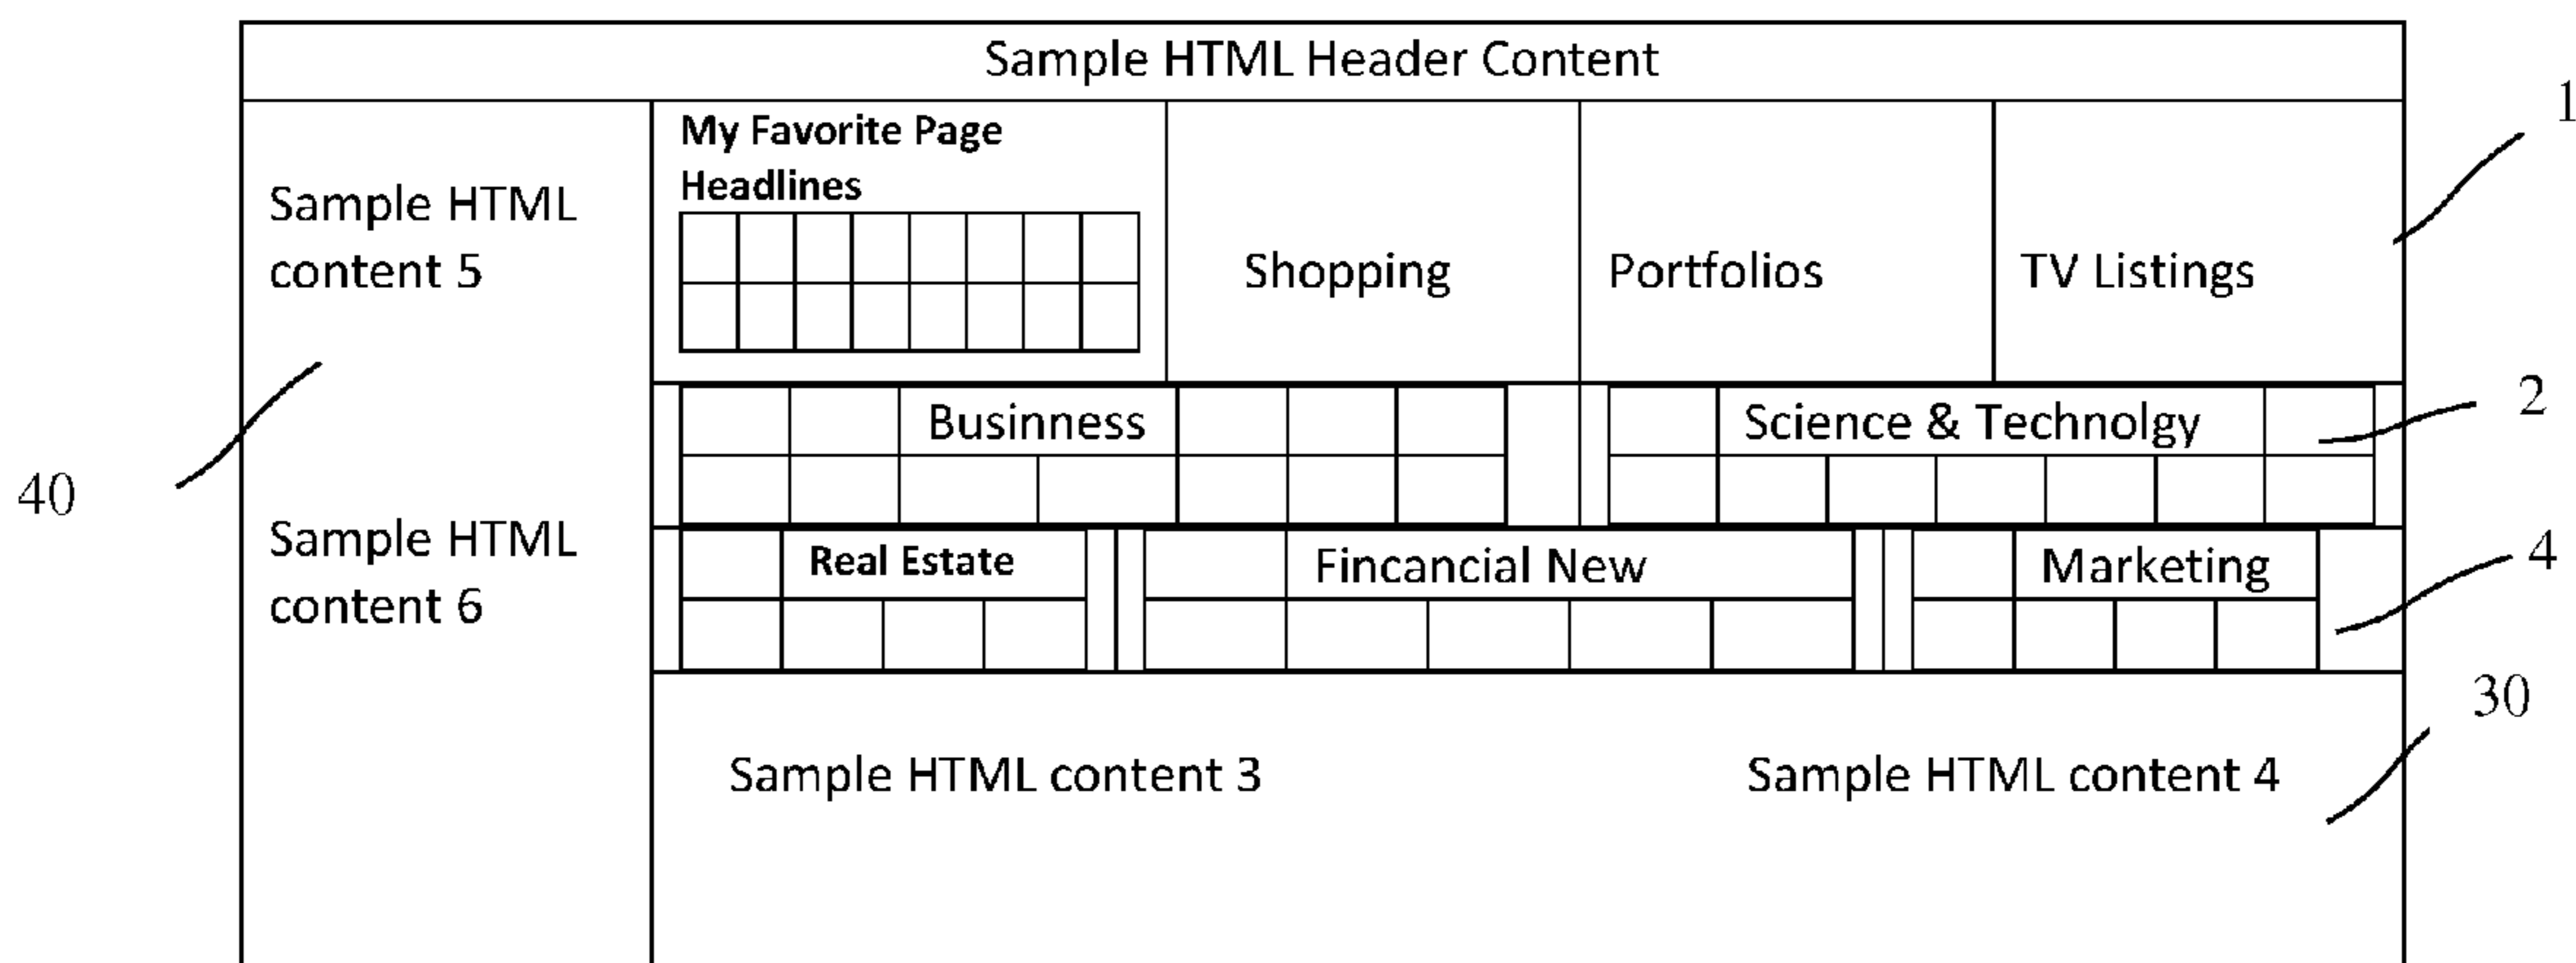 Sample HTML Header Content
1
My Favorite Page
Headlines
Sample HTML
content 5
Shopping
Portfolios
TV Listings
2
Businness
Science & Technolgy
40
Sample HTML
content 6
Real Estate
Fincancial New
Marketing
4
30
Sample HTML content 3
Sample HTML content 4